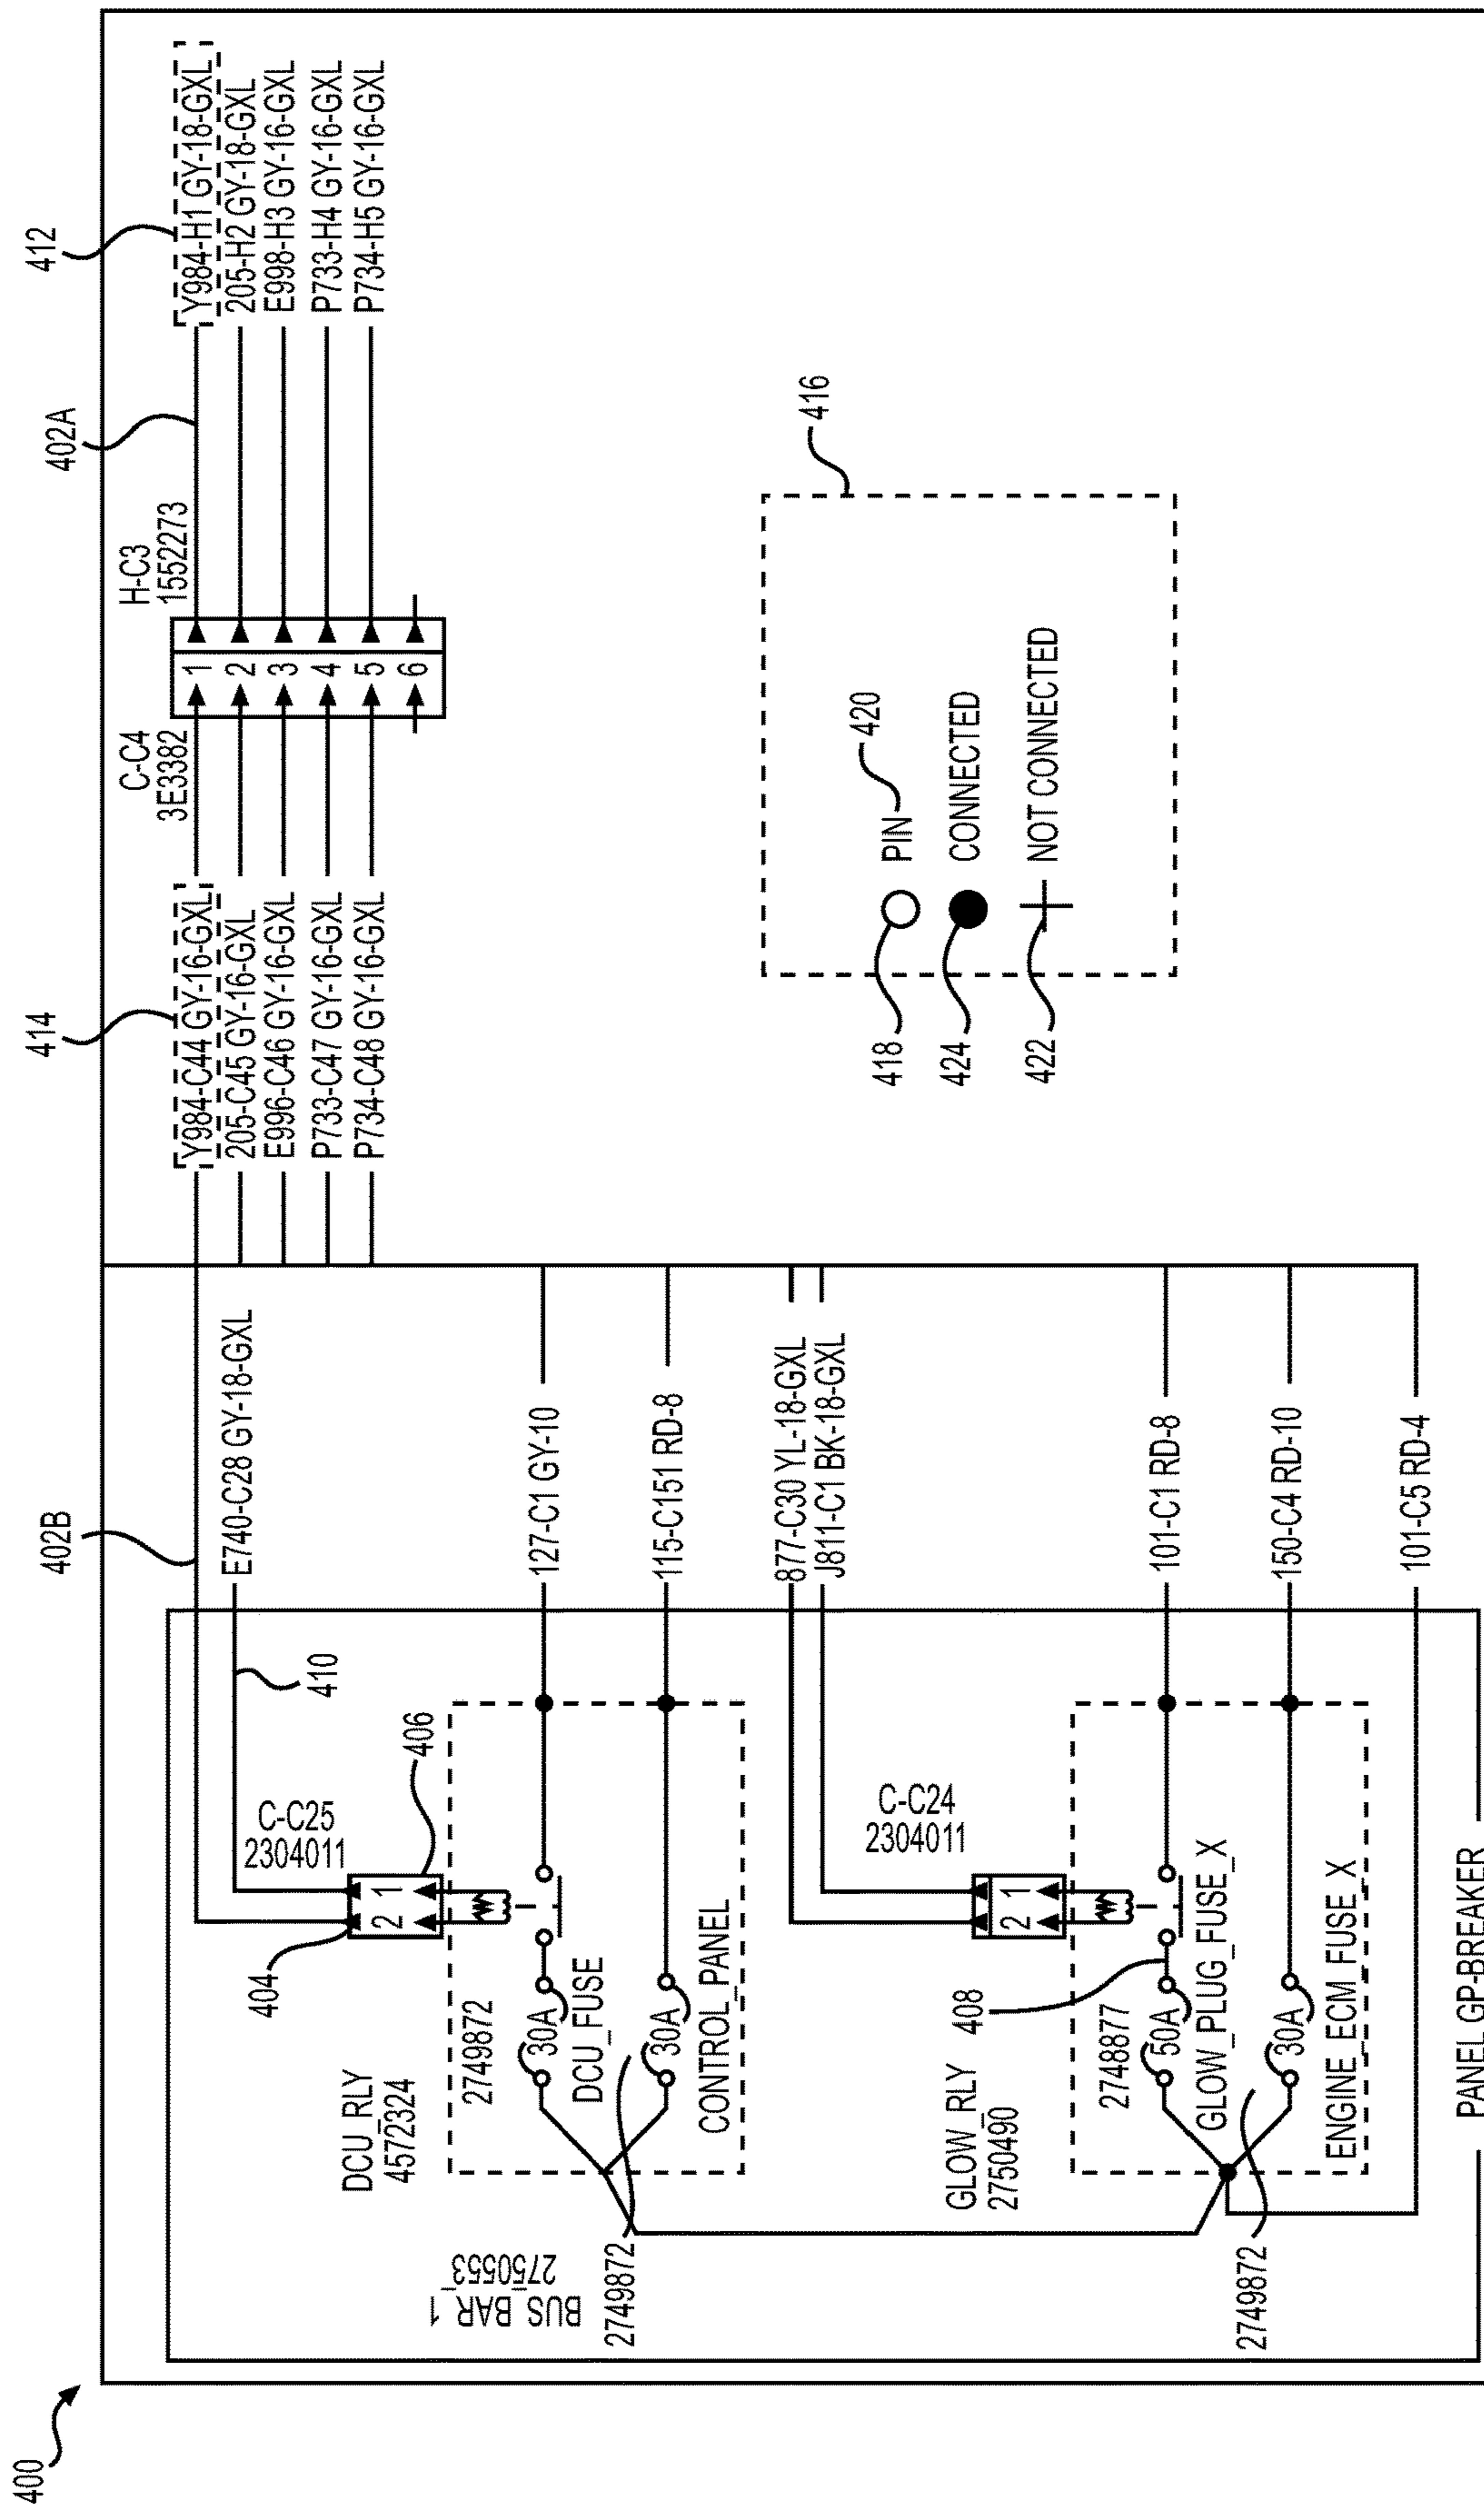 400
402B
414
402A
412
E740-C28 GY-18-GXL
410
C-C25
2304011
406
404
2
1
Y984-C44 GY-16-GXL
205-C45 GY-16-GXL
E996-C46 GY-16-GXL
P733-C47 GY-16-GXL
P734-C48 GY-16-GXL
C-C4
3E3382
H-C3
1552273
1
2
3
4
5
6
Y984-H1 GY-18-GXL
205-H2 GY-18-GXL
E998-H3 GY-16-GXL
P733-H4 GY-16-GXL
P734-H5 GY-16-GXL
DCU_RLY
4572324
2749872
30A
DCU_FUSE
127-C1 GY-10
30A
CONTROL_PANEL
115-C151 RD-8
BUS_BAR_1
2750553
2749872
877-C30 YL-18-GXL
J811-C1 BK-18-GXL
C-C24
2304011
2
1
GLOW_RLY
2750490
408
2748877
50A
GLOW_PLUG_FUSE_X
101-C1 RD-8
30A
ENGINE_ECM_FUSE_X
150-C4 RD-10
2749872
101-C5 RD-4
PANEL GP-BREAKER
416
418
PIN
420
424
CONNECTED
422
NOT CONNECTED